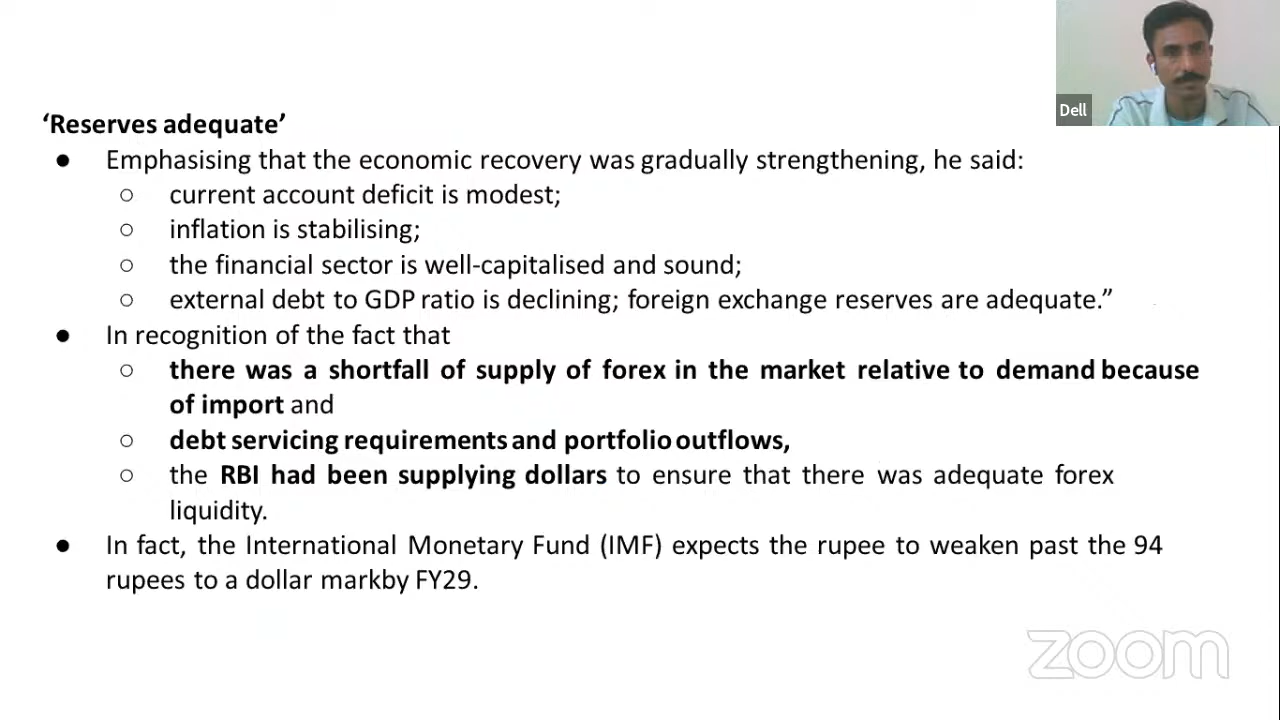 Dell
‘Reserves adequate’
● Emphasising that the economic recovery was gradually strengthening, he said:
○ current account deficit is modest;
○ inflation is stabilising;
○ the financial sector is well-capitalised and sound;
○ external debt to GDP ratio is declining; foreign exchange reserves are adequate.”
● In recognition of the fact that
○ there was a shortfall of supply of forex in the market relative to demand because
of import and
○ debt servicing requirements and portfolio outflows,
○ the RBI had been supplying dollars to ensure that there was adequate forex
liquidity.
● In fact, the International Monetary Fund (IMF) expects the rupee to weaken past the 94
rupees to a dollar markby FY29.
zoom